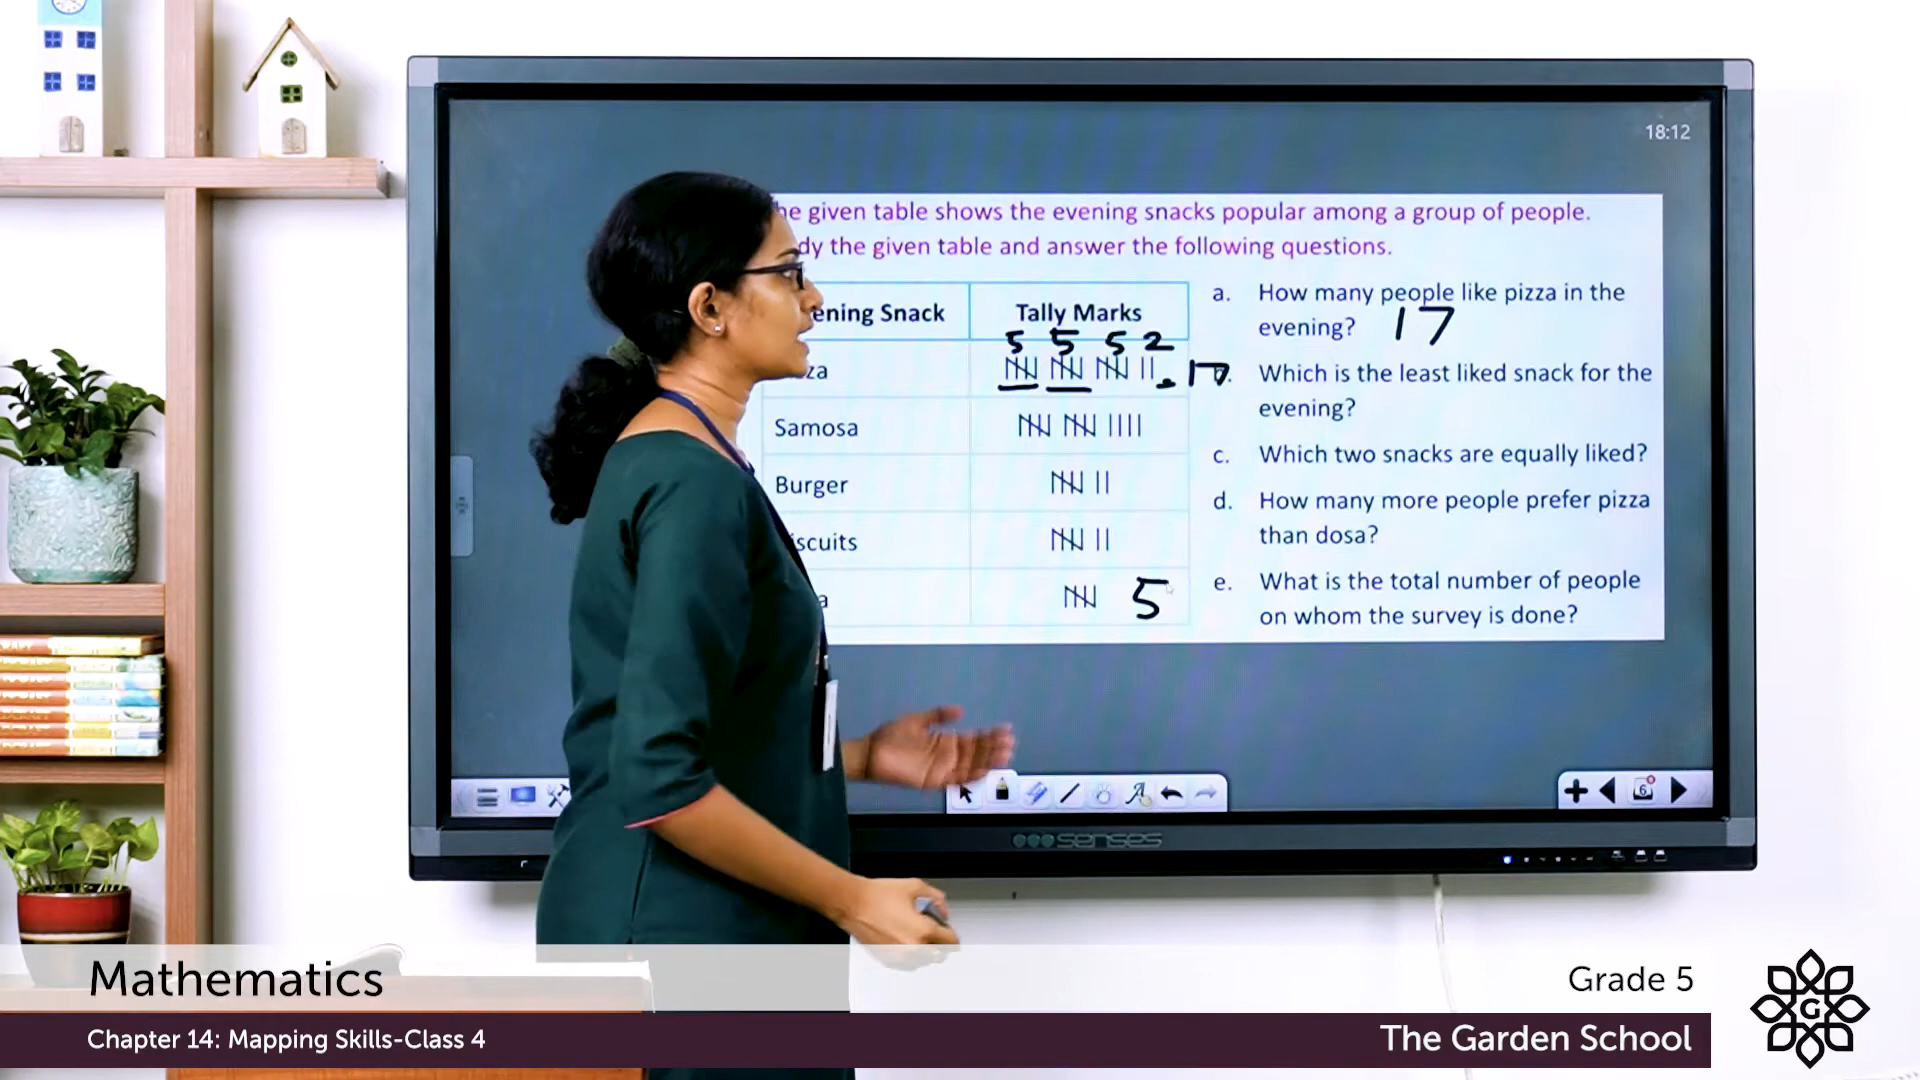 18:12
he given table shows the evening snacks popular among a group of people.
dy the given table and answer the following questions.
ening Snack Tally Marks
5 5 5 2
za 17
Samosa
Burger
iscuits
a 5
a. How many people like pizza in the
evening? 17
Which is the least liked snack for the
evening?
c. Which two snacks are equally liked?
d. How many more people prefer pizza
than dosa?
e. What is the total number of people
on whom the survey is done?
6
senses
Mathematics
Grade 5
Chapter 14: Mapping Skills-Class 4
The Garden School
G